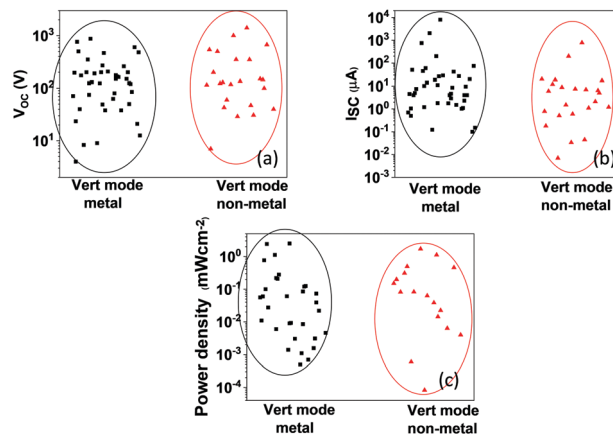 V_OC (V)
10³
10²
10¹
(a)
Vert mode
metal
Vert mode
non-metal
I_SC (μA)
10⁴
10³
10²
10¹
10⁰
10⁻¹
10⁻²
10⁻³
(b)
Vert mode
metal
Vert mode
non-metal
Power density (mWcm⁻²)
10⁰
10⁻¹
10⁻²
10⁻³
10⁻⁴
(c)
Vert mode
metal
Vert mode
non-metal